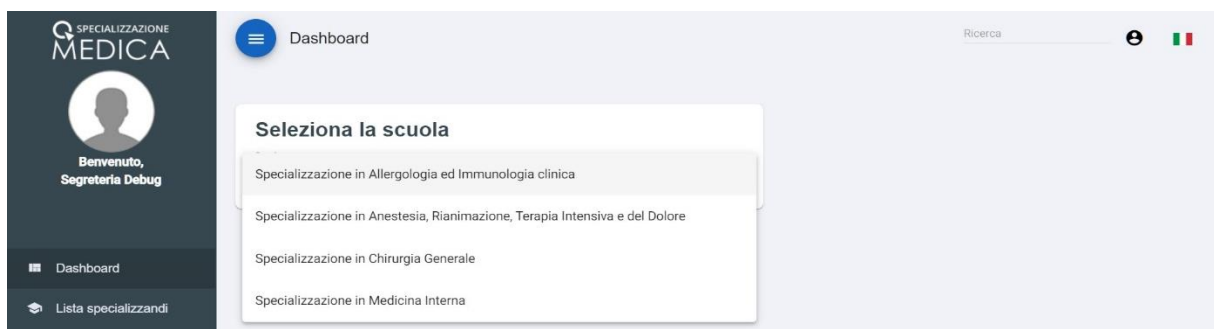 SPECIALIZZAZIONE
MEDICA
Benvenuto,
Segreteria Debug
Dashboard
Lista specializzandi
Dashboard
Ricerca
Seleziona la scuola
Specializzazione in Allergologia ed Immunologia clinica
Specializzazione in Anestesia, Rianimazione, Terapia Intensiva e del Dolore
Specializzazione in Chirurgia Generale
Specializzazione in Medicina Interna